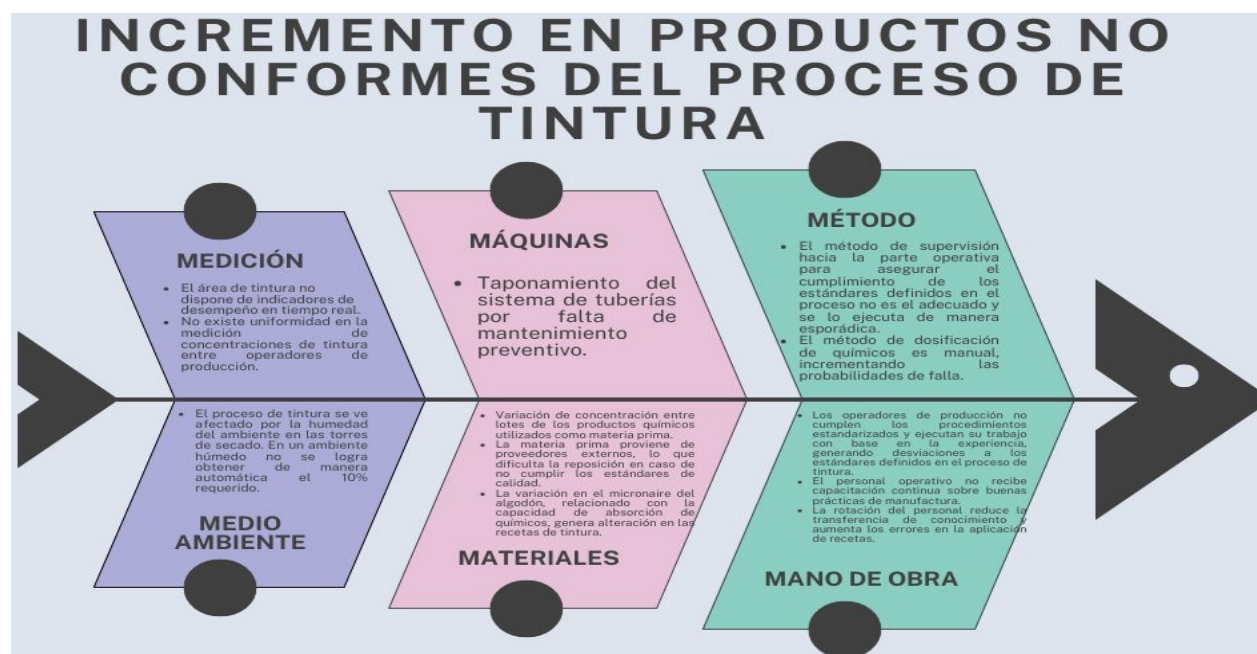 INCREMENTO EN PRODUCTOS NO
CONFORMES DEL PROCESO DE
TINTURA
MEDICIÓN
• El área de tintura no
dispone de indicadores de
desempeño en tiempo real.
• No existe uniformidad en la
medición de
concentraciones de tintura
entre operadores de
producción.
MÁQUINAS
• Taponamiento del
sistema de tuberías
por falta de
mantenimiento
preventivo.
MÉTODO
• El método de supervisión
hacia la parte operativa
para asegurar el
cumplimiento de los
estándares definidos en el
proceso no es el adecuado y
se lo ejecuta de manera
esporádica.
• El método de dosificación
de químicos es manual,
incrementando las
probabilidades de falla.
• El proceso de tintura se ve
afectado por la humedad
del ambiente en las torres
de secado. En un ambiente
húmedo no se logra
obtener de manera
automática el 10%
requerido.
MEDIO
AMBIENTE
• Variación de concentración entre
lotes de los productos químicos
utilizados como materia prima.
• La materia prima proviene de
proveedores externos, lo que
dificulta la reposición en caso de
no cumplir los estándares de
calidad.
• La variación en el micronaire del
algodón, relacionado con la
capacidad de absorción de
químicos, genera alteración en las
recetas de tintura.
MATERIALES
• Los operadores de producción no
cumplen los procedimientos
estandarizados y ejecutan su trabajo
con base en la experiencia,
generando desviaciones a los
estándares definidos en el proceso de
tintura.
• El personal operativo no recibe
capacitación continua sobre buenas
prácticas de manufactura.
• La rotación del personal reduce la
transferencia de conocimiento y
aumenta los errores en la aplicación
de recetas.
MANO DE OBRA